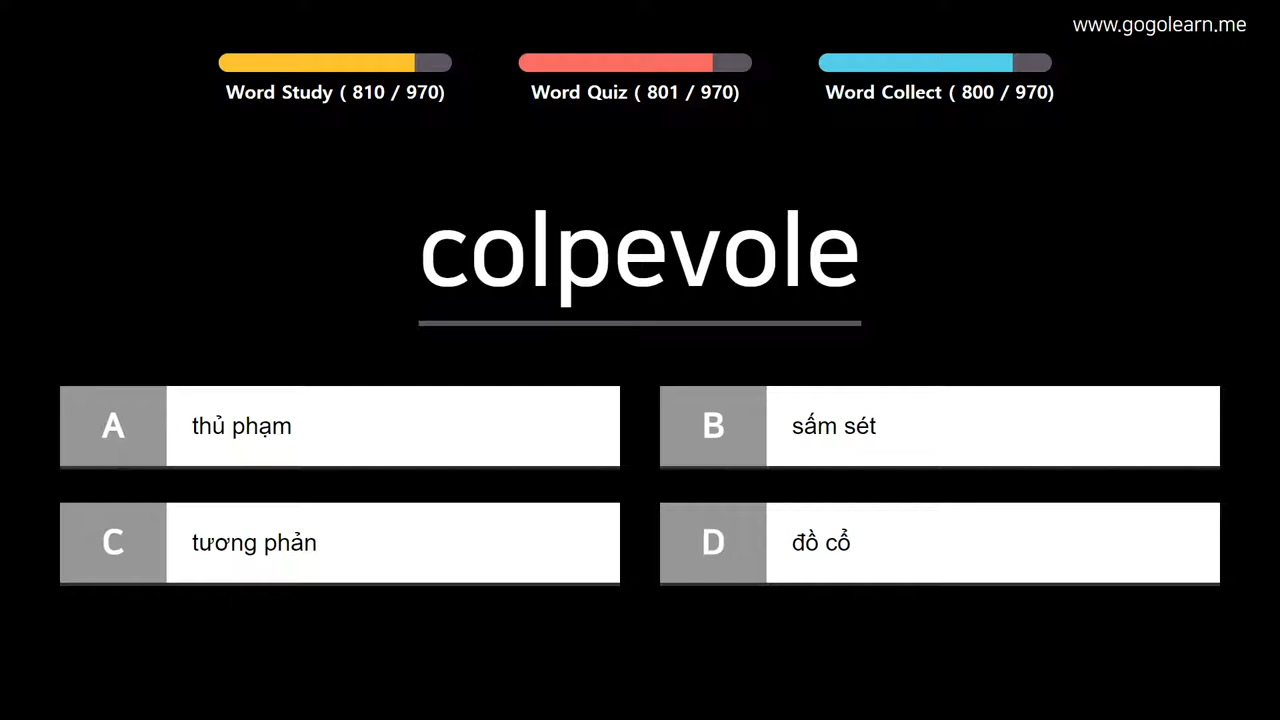 www.gogolearn.me
Word Study ( 810 / 970)
Word Quiz ( 801 / 970)
Word Collect ( 800 / 970)
colpevole
A thủ phạm
B sấm sét
C tương phản
D đồ cổ